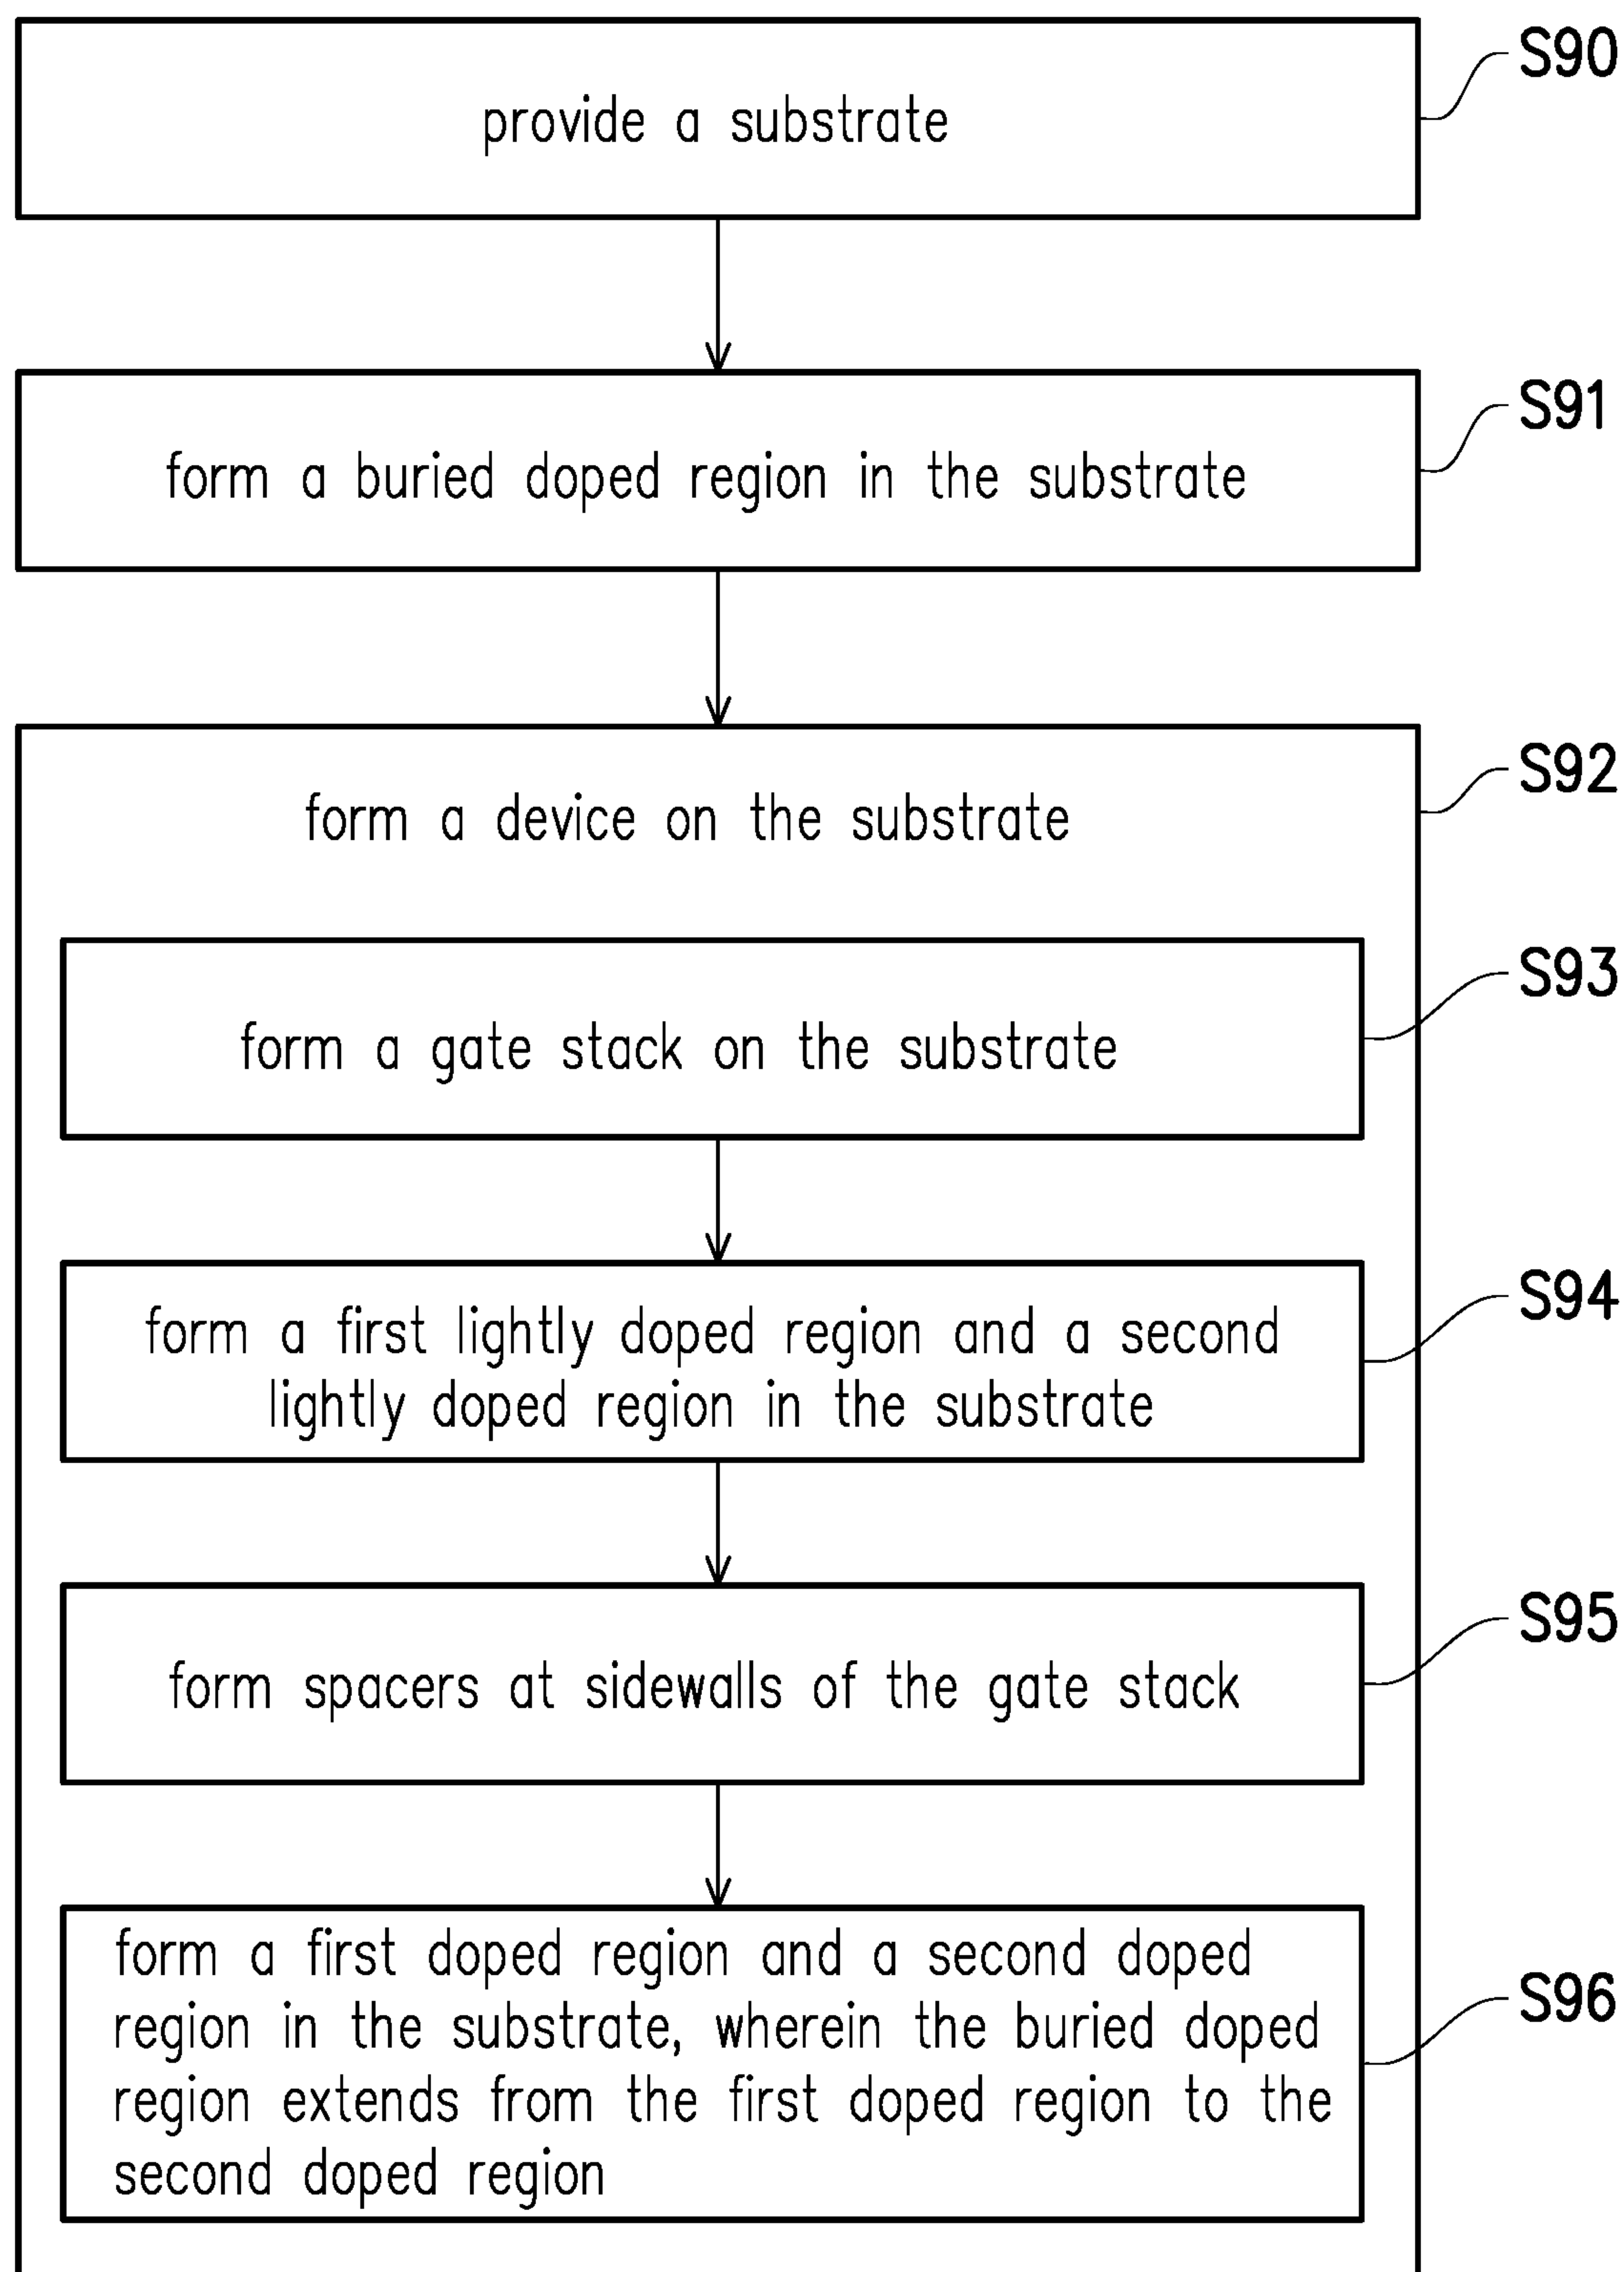 provide a substrate
S90
form a buried doped region in the substrate
S91
form a device on the substrate
S92
form a gate stack on the substrate
S93
form a first lightly doped region and a second
lightly doped region in the substrate
S94
form spacers at sidewalls of the gate stack
S95
form a first doped region and a second doped
region in the substrate, wherein the buried doped
region extends from the first doped region to the
second doped region
S96